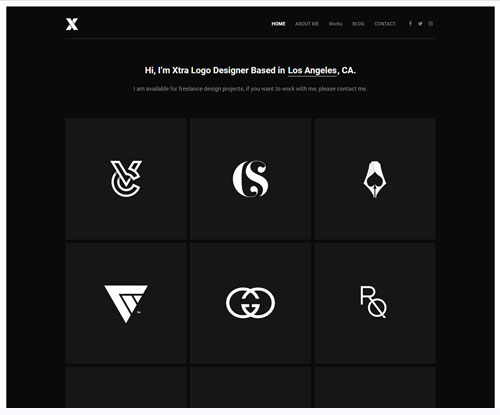 X
HOME ABOUT ME Works BLOG CONTACT
Hi, I'm Xtra Logo Designer Based in Los Angeles, CA.
I am available for freelance design projects, if you want to work with me, please contact me.
RQ